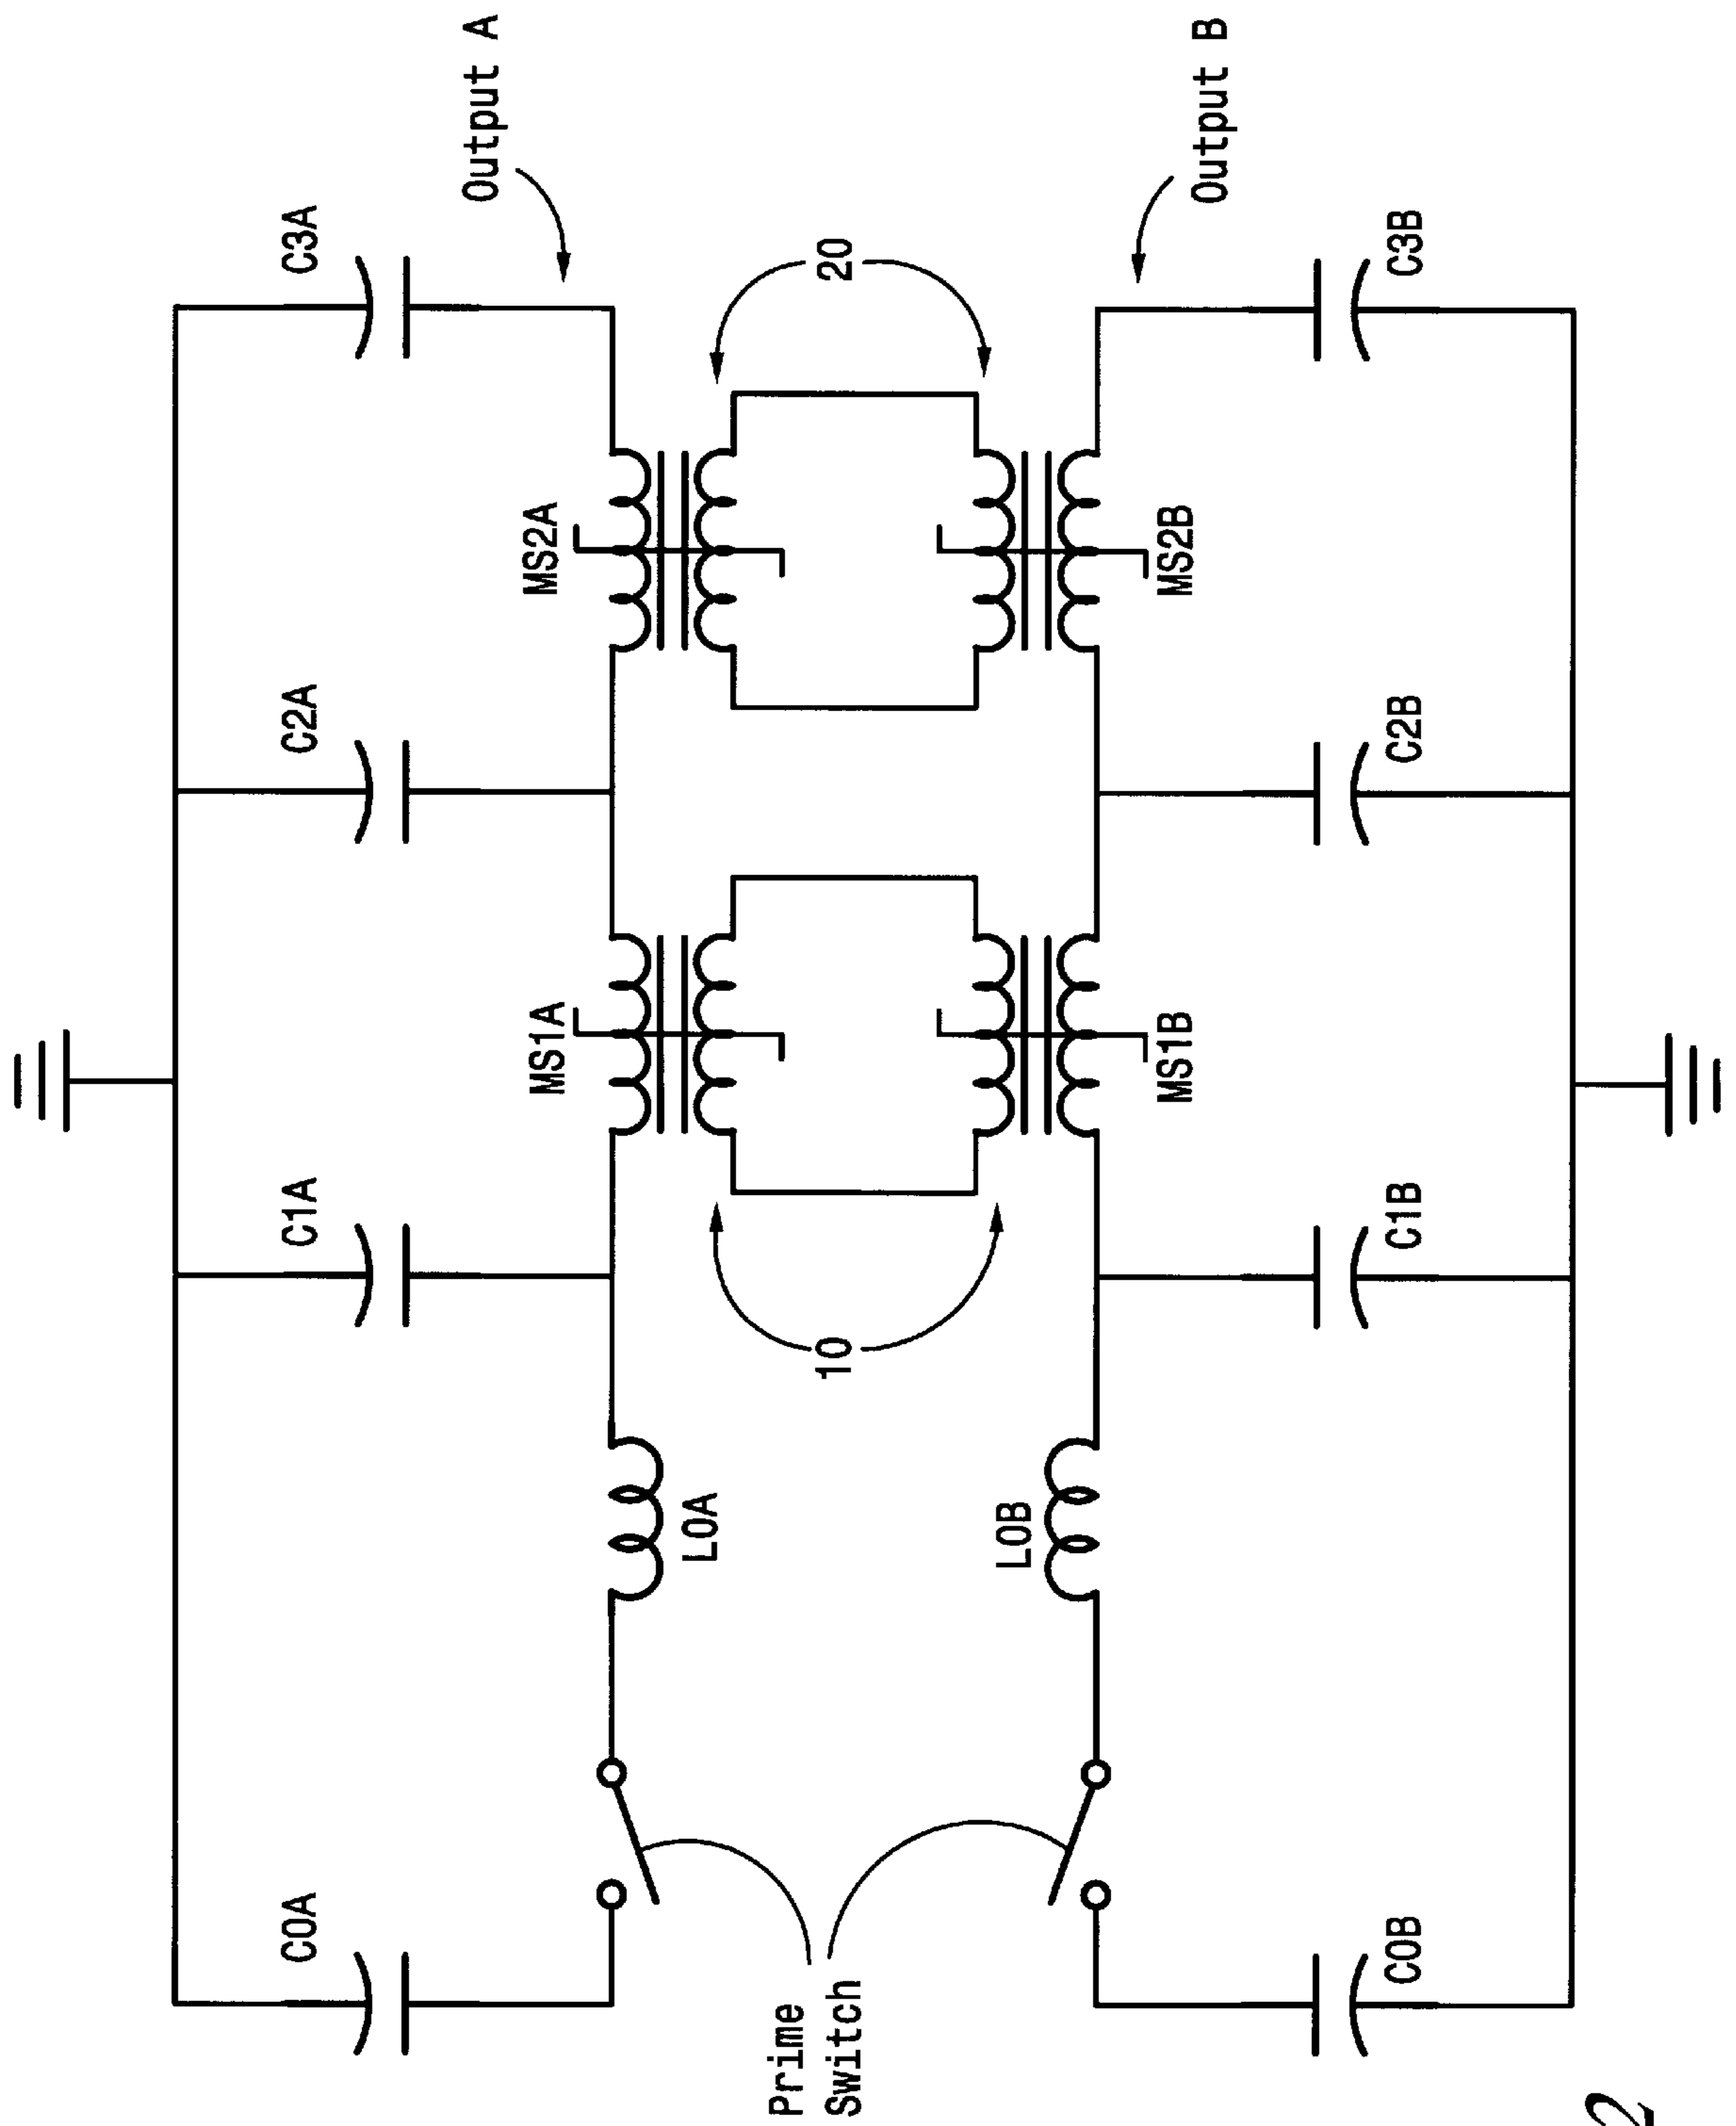 Output A
C3A
C2A
C1A
C0A
MS2A
MS1A
L0A
20
10
Prime
Switch
L0B
MS2B
MS1B
C3B
C2B
C1B
C0B
Output B
2